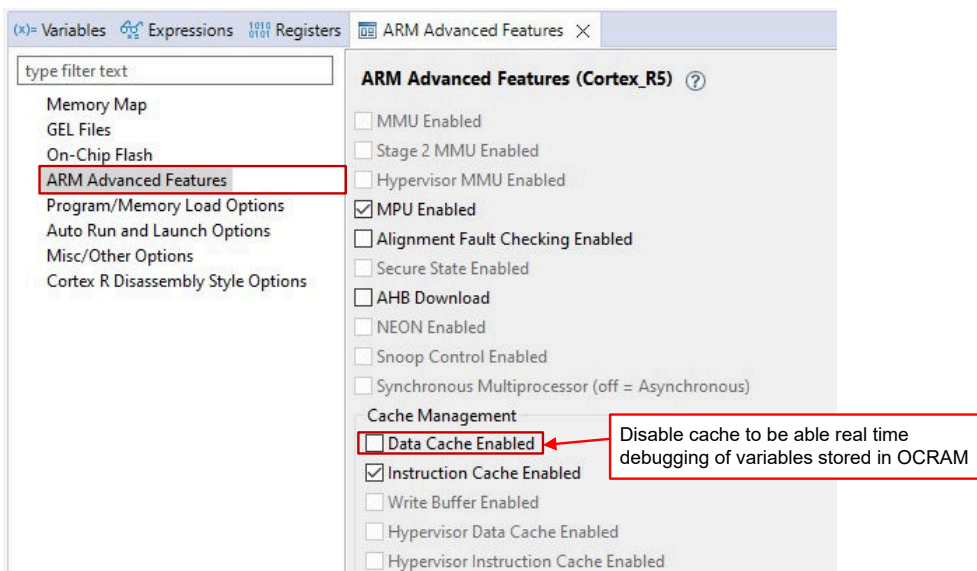 (x)= Variables Expressions 1010 0101 Registers ARM Advanced Features
type filter text
Memory Map
GEL Files
On-Chip Flash
ARM Advanced Features
Program/Memory Load Options
Auto Run and Launch Options
Misc/Other Options
Cortex R Disassembly Style Options
ARM Advanced Features (Cortex_R5) ?
MMU Enabled
Stage 2 MMU Enabled
Hypervisor MMU Enabled
MPU Enabled
Alignment Fault Checking Enabled
Secure State Enabled
AHB Download
NEON Enabled
Snoop Control Enabled
Synchronous Multiprocessor (off = Asynchronous)
Cache Management
Data Cache Enabled
Instruction Cache Enabled
Write Buffer Enabled
Hypervisor Data Cache Enabled
Hypervisor Instruction Cache Enabled
Disable cache to be able real time
debugging of variables stored in OCRAM